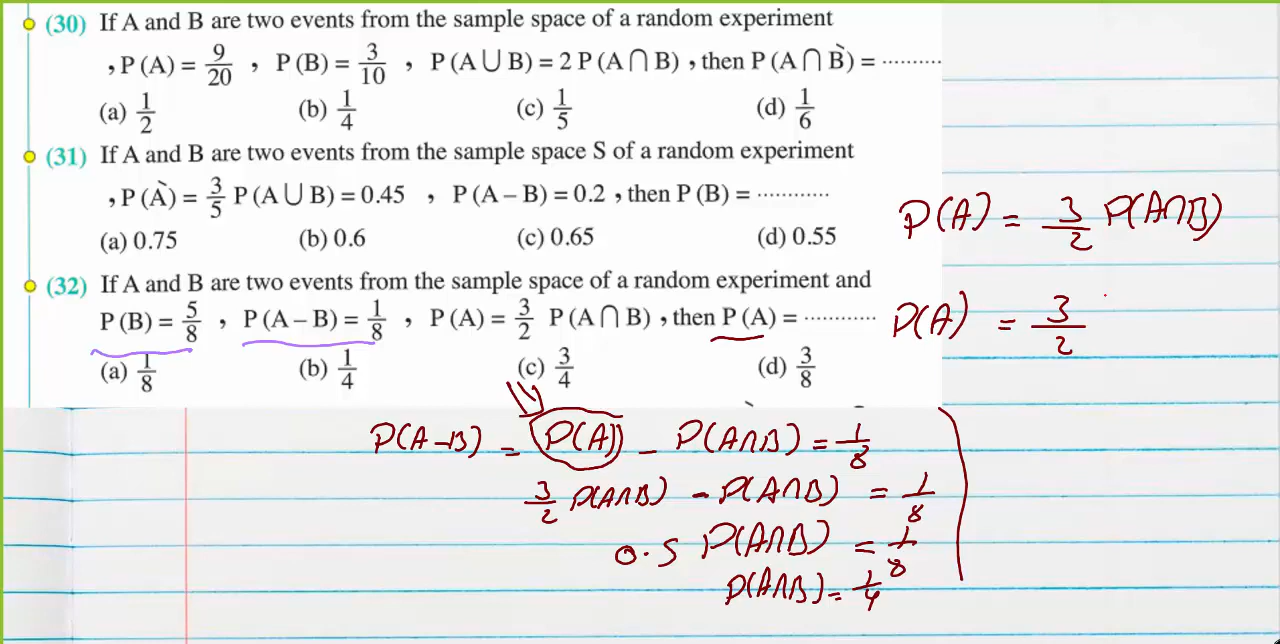 (30) If A and B are two events from the sample space of a random experiment
, P(A) = 9/20 , P(B) = 3/10 , P(A ∪ B) = 2 P(A ∩ B) , then P(A ∩ B̀) = ··········
(a) 1/2 (b) 1/4 (c) 1/5 (d) 1/6
(31) If A and B are two events from the sample space S of a random experiment
, P(À) = 3/5 P(A ∪ B) = 0.45 , P(A – B) = 0.2 , then P(B) = ············
(a) 0.75 (b) 0.6 (c) 0.65 (d) 0.55
(32) If A and B are two events from the sample space of a random experiment and
P(B) = 5/8 , P(A – B) = 1/8 , P(A) = 3/2 P(A ∩ B) , then P(A) = ············
(a) 1/8 (b) 1/4 (c) 3/4 (d) 3/8
P(A) = 3/2 P(A∩B)
P(A) = 3/2
P(A-B) = P(A) - P(A∩B) = 1/8
3/2 P(A∩B) - P(A∩B) = 1/8
0.5 P(A∩B) = 1/8
P(A∩B) = 1/4